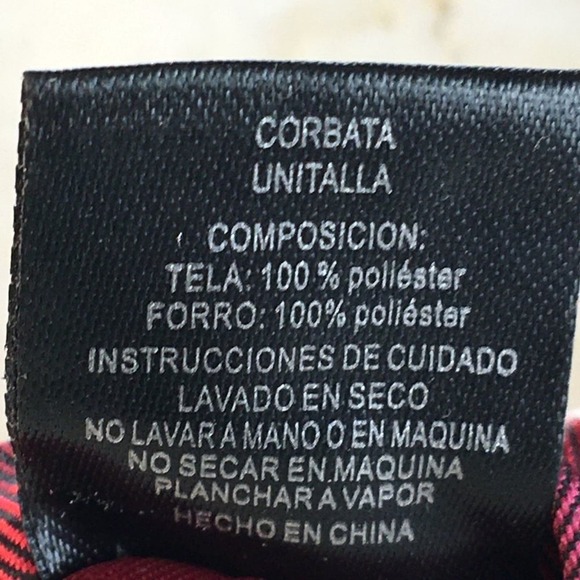 CORBATA
UNITALLA
COMPOSICION:
TELA: 100 % poliéster
FORRO: 100% poliéster
INSTRUCCIONES DE CUIDADO
LAVADO EN SECO
NO LAVAR A MANO O EN MAQUINA
NO SECAR EN MAQUINA
PLANCHAR A VAPOR
HECHO EN CHINA